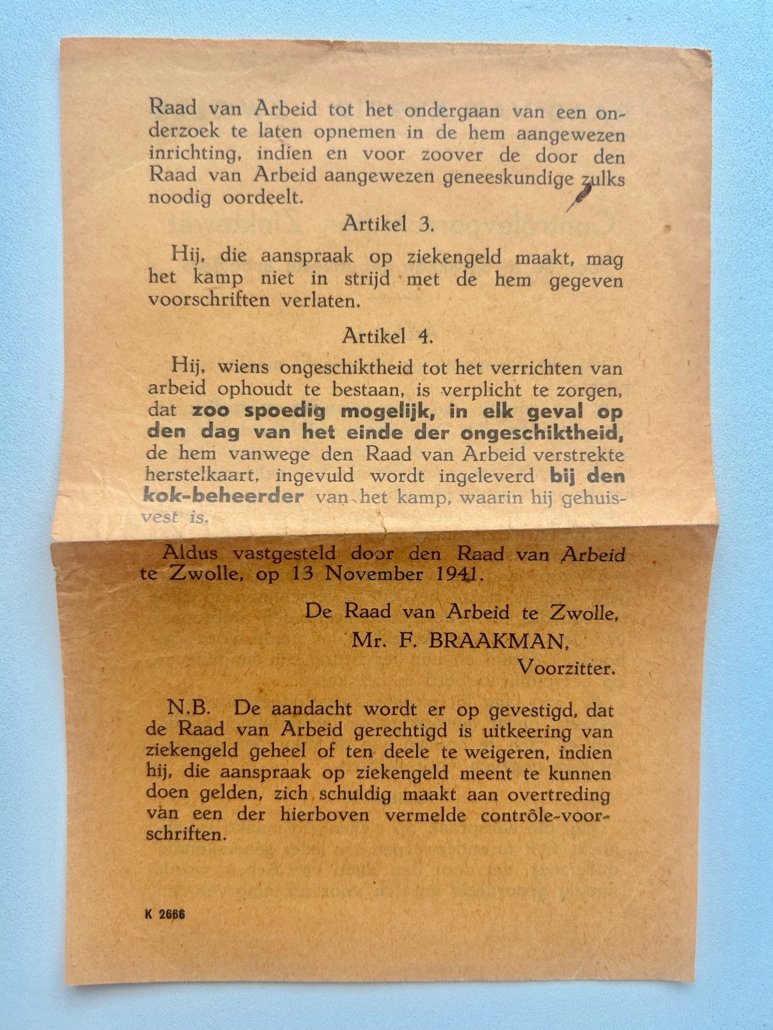 Raad van Arbeid tot het ondergaan van een on-
derzoek te laten opnemen in de hem aangewezen
inrichting, indien en voor zoover de door den
Raad van Arbeid aangewezen geneeskundige zulks
noodig oordeelt.
Artikel 3.
Hij, die aanspraak op ziekengeld maakt, mag
het kamp niet in strijd met de hem gegeven
voorschriften verlaten.
Artikel 4.
Hij, wiens ongeschiktheid tot het verrichten van
arbeid ophoudt te bestaan, is verplicht te zorgen,
dat zoo spoedig mogelijk, in elk geval op
den dag van het einde der ongeschiktheid,
de hem vanwege den Raad van Arbeid verstrekte
herstelkaart, ingevuld wordt ingeleverd bij den
kok-beheerder van het kamp, waarin hij gehuis-
vest is.
Aldus vastgesteld door den Raad van Arbeid
te Zwolle, op 13 November 1941.
De Raad van Arbeid te Zwolle,
Mr. F. BRAAKMAN,
Voorzitter.
N.B. De aandacht wordt er op gevestigd, dat
de Raad van Arbeid gerechtigd is uitkeering van
ziekengeld geheel of ten deele te weigeren, indien
hij, die aanspraak op ziekengeld meent te kunnen
doen gelden, zich schuldig maakt aan overtreding
van een der hierboven vermelde contrôle-voor-
schriften.
K 2666